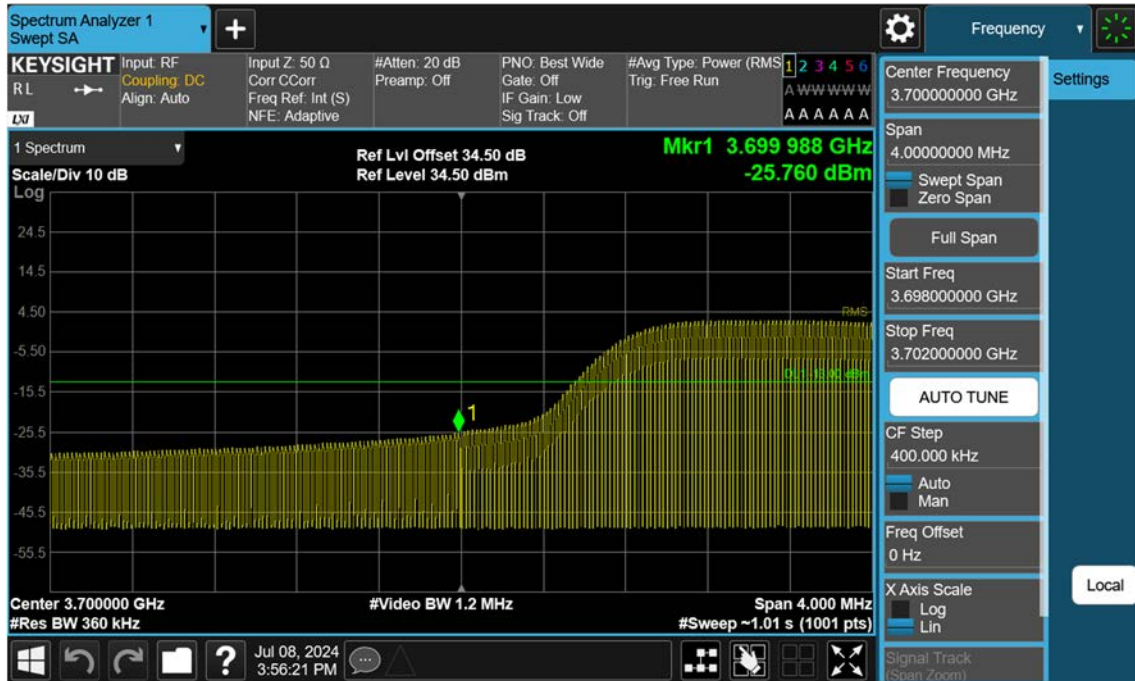 Spectrum Analyzer 1
Swept SA
Frequency
KEYSIGHT
RL
LXI
Input: RF
Coupling: DC
Align: Auto
Input Z: 50 Ω
Corr CCorr
Freq Ref: Int (S)
NFE: Adaptive
#Atten: 20 dB
Preamp: Off
PNO: Best Wide
Gate: Off
IF Gain: Low
Sig Track: Off
#Avg Type: Power (RMS
Trig: Free Run
1 2 3 4 5 6
A W W W W W
A A A A A A
1 Spectrum
Scale/Div 10 dB
Ref Lvl Offset 34.50 dB
Ref Level 34.50 dBm
Mkr1 3.699 988 GHz
-25.760 dBm
Log
24.5
14.5
4.50
-5.50
-15.5
-25.5
-35.5
-45.5
-55.5
RMS
DL1 -13.00 dBm
1
Center 3.700000 GHz
#Res BW 360 kHz
#Video BW 1.2 MHz
Span 4.000 MHz
#Sweep ~1.01 s (1001 pts)
Center Frequency
3.700000000 GHz
Span
4.00000000 MHz
Swept Span
Zero Span
Full Span
Start Freq
3.698000000 GHz
Stop Freq
3.702000000 GHz
AUTO TUNE
CF Step
400.000 kHz
Auto
Man
Freq Offset
0 Hz
X Axis Scale
Log
Lin
Signal Track
(Span Zoom)
Settings
Local
?
Jul 08, 2024
3:56:21 PM